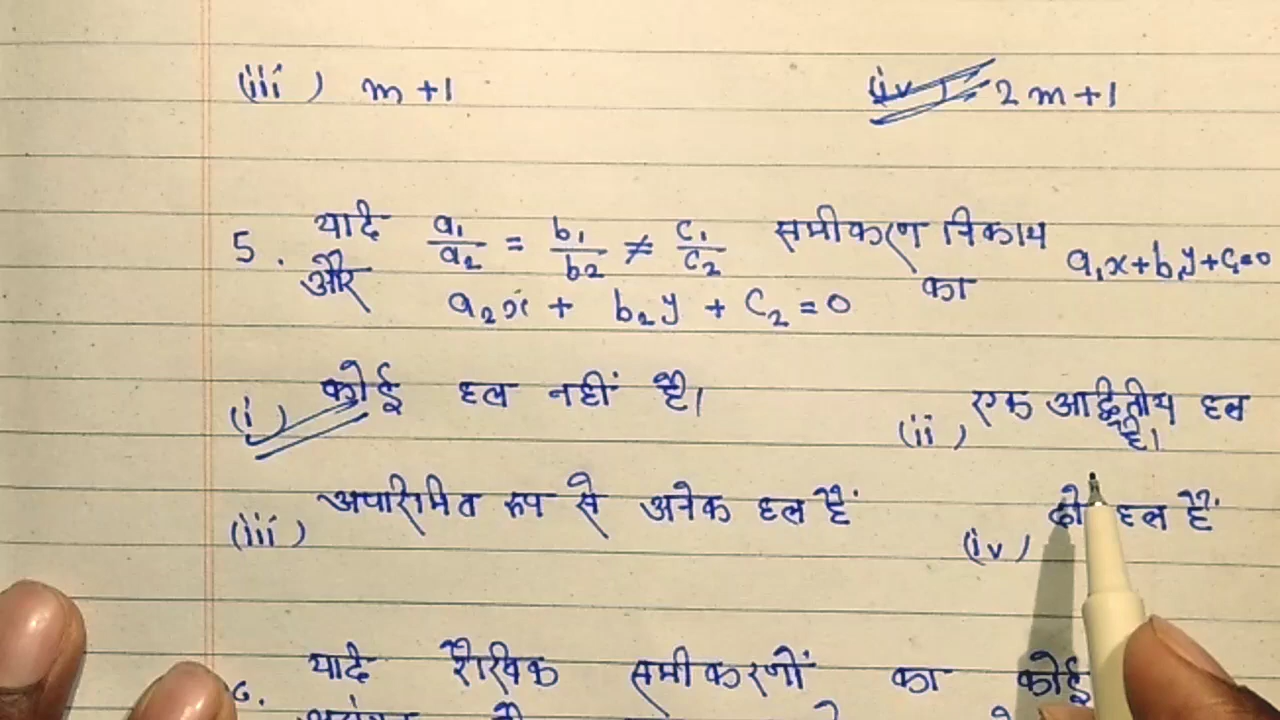 (iii) m+1 (iv) 2m+1
5. यदि a₁/a₂ = b₁/b₂ ≠ c₁/c₂ समीकरण निकाय a₁x+b₁y+c₁=0
और a₂x + b₂y + c₂ = 0 का
(i) कोई हल नहीं है। (ii) एक अद्वितीय हल है।
(iii) अपरिमित रूप से अनेक हल हैं (iv) दो हल हैं
6. यदि रैखिक समीकरणों का कोई